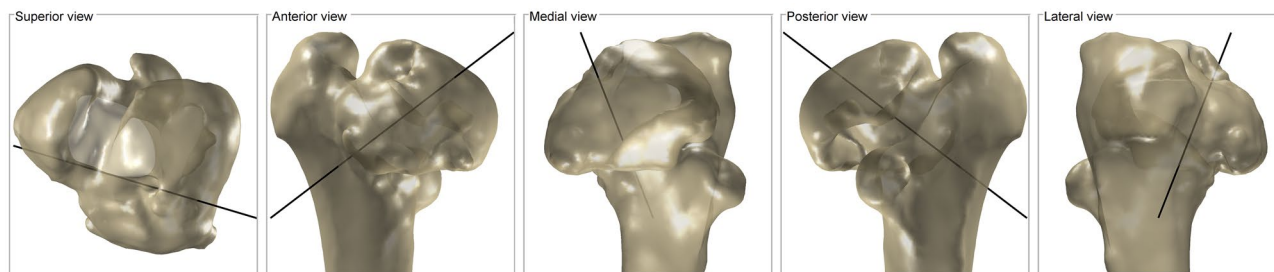 Superior view
Anterior view
Medial view
Posterior view
Lateral view